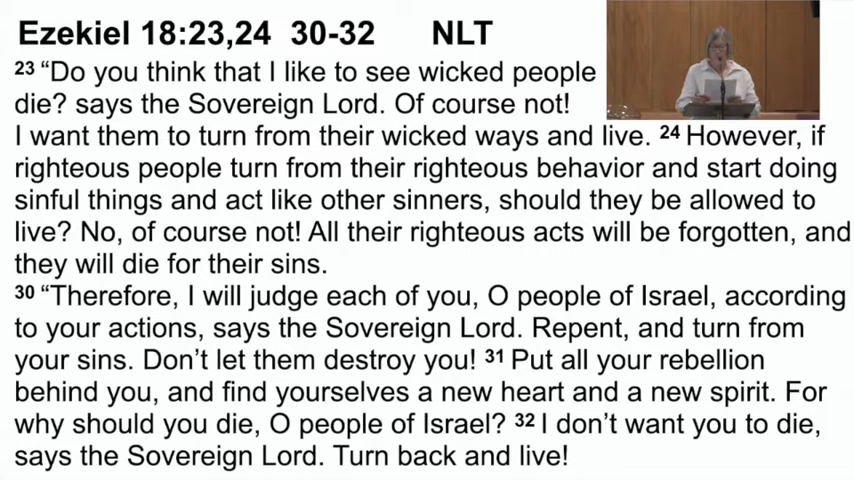 Ezekiel 18:23,24 30-32 NLT
23 “Do you think that I like to see wicked people
die? says the Sovereign Lord. Of course not!
I want them to turn from their wicked ways and live. 24 However, if
righteous people turn from their righteous behavior and start doing
sinful things and act like other sinners, should they be allowed to
live? No, of course not! All their righteous acts will be forgotten, and
they will die for their sins.
30 “Therefore, I will judge each of you, O people of Israel, according
to your actions, says the Sovereign Lord. Repent, and turn from
your sins. Don’t let them destroy you! 31 Put all your rebellion
behind you, and find yourselves a new heart and a new spirit. For
why should you die, O people of Israel? 32 I don’t want you to die,
says the Sovereign Lord. Turn back and live!